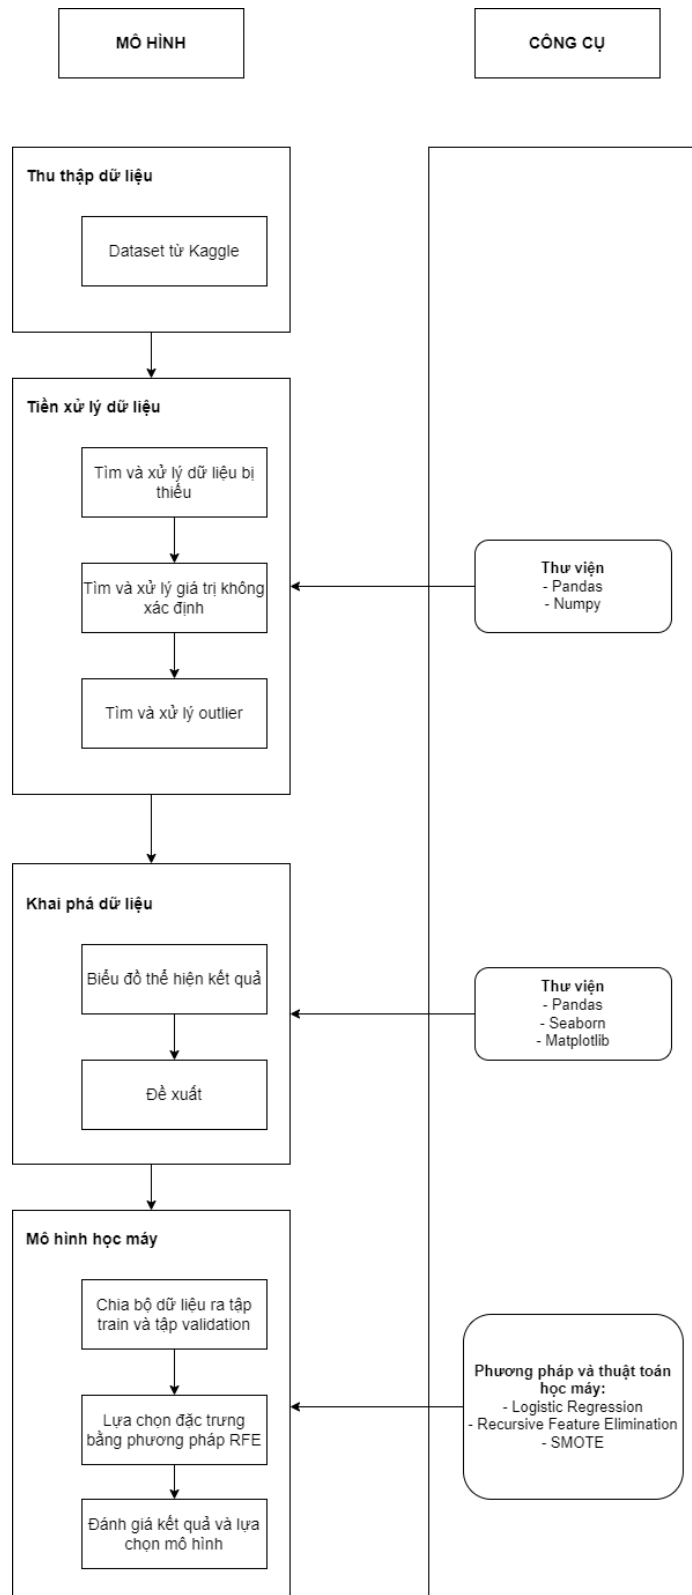 MÔ HÌNH
CÔNG CỤ
Thu thập dữ liệu
Dataset từ Kaggle
Tiền xử lý dữ liệu
Tìm và xử lý dữ liệu bị
thiếu
Tìm và xử lý giá trị không
xác định
Tìm và xử lý outlier
Thư viện
- Pandas
- Numpy
Khai phá dữ liệu
Biểu đồ thể hiện kết quả
Đề xuất
Thư viện
- Pandas
- Seaborn
- Matplotlib
Mô hình học máy
Chia bộ dữ liệu ra tập
train và tập validation
Lựa chọn đặc trưng
bằng phương pháp RFE
Đánh giá kết quả và lựa
chọn mô hình
Phương pháp và thuật toán
học máy:
- Logistic Regression
- Recursive Feature Elimination
- SMOTE